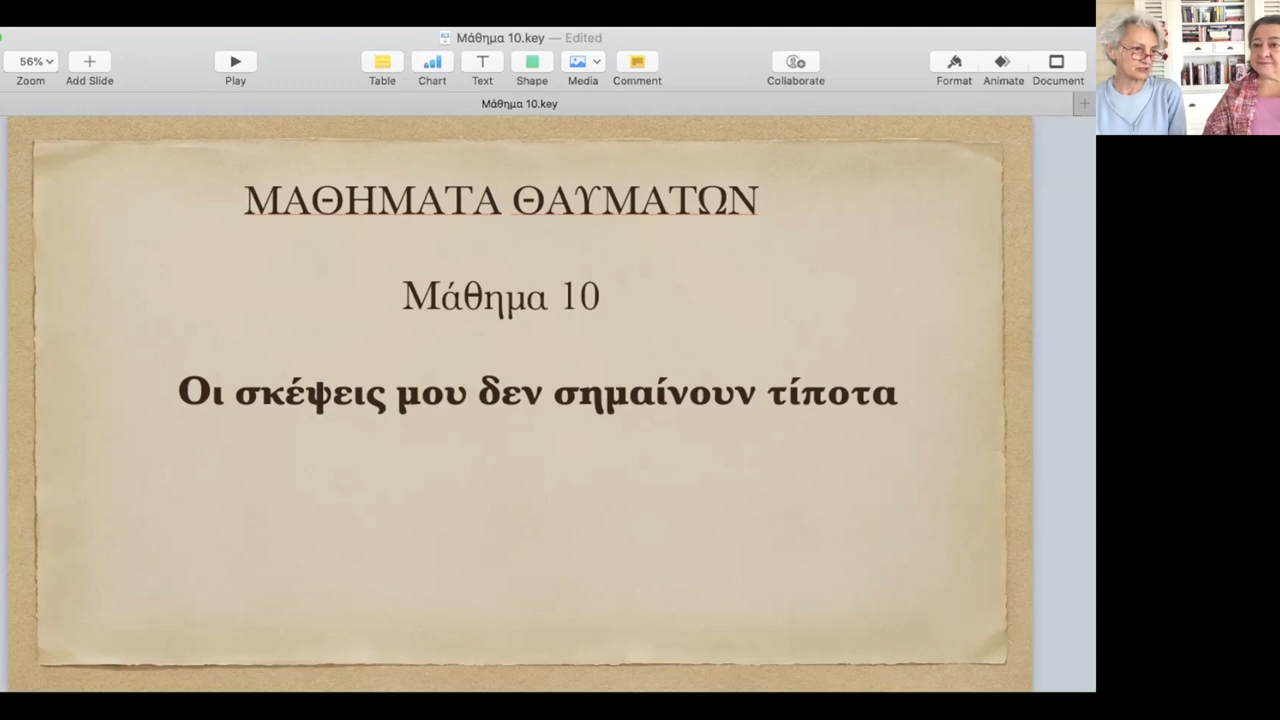 Μάθημα 10.key — Edited
56%
Zoom
Add Slide
Play
Table
Chart
Text
Shape
Media
Comment
Collaborate
Format
Animate
Document
Μάθημα 10.key
ΜΑΘΗΜΑΤΑ ΘΑΥΜΑΤΩΝ
Μάθημα 10
Οι σκέψεις μου δεν σημαίνουν τίποτα